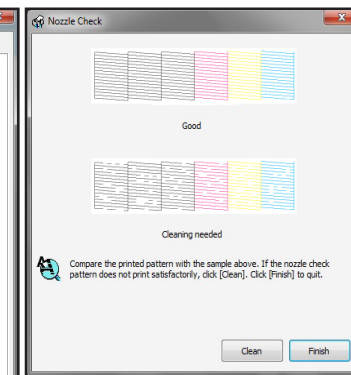 Nozzle Check
Good
Cleaning needed
Compare the printed pattern with the sample above. If the nozzle check
pattern does not print satisfactorily, click [Clean]. Click [Finish] to quit.
Clean
Finish